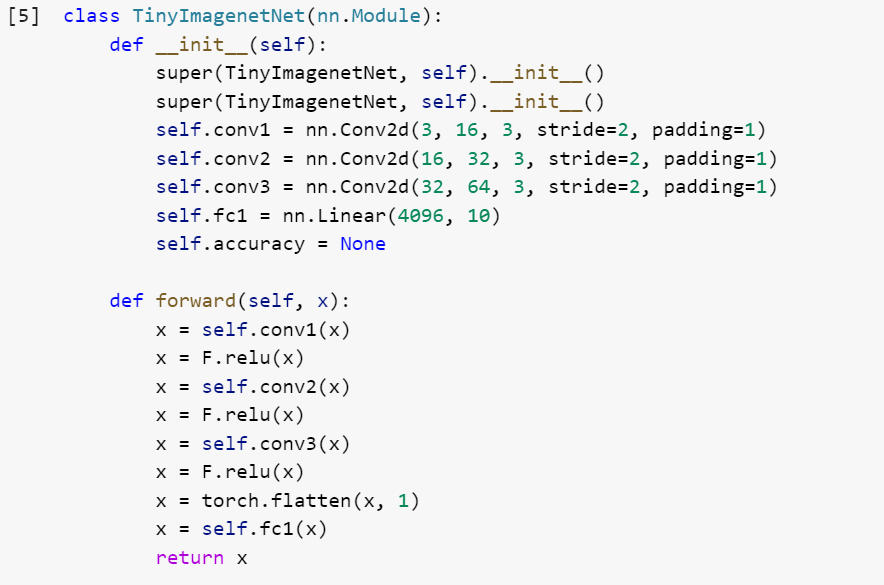 [5] class TinyImagenetNet(nn.Module):
    def __init__(self):
        super(TinyImagenetNet, self).__init__()
        super(TinyImagenetNet, self).__init__()
        self.conv1 = nn.Conv2d(3, 16, 3, stride=2, padding=1)
        self.conv2 = nn.Conv2d(16, 32, 3, stride=2, padding=1)
        self.conv3 = nn.Conv2d(32, 64, 3, stride=2, padding=1)
        self.fc1 = nn.Linear(4096, 10)
        self.accuracy = None

    def forward(self, x):
        x = self.conv1(x)
        x = F.relu(x)
        x = self.conv2(x)
        x = F.relu(x)
        x = self.conv3(x)
        x = F.relu(x)
        x = torch.flatten(x, 1)
        x = self.fc1(x)
        return x